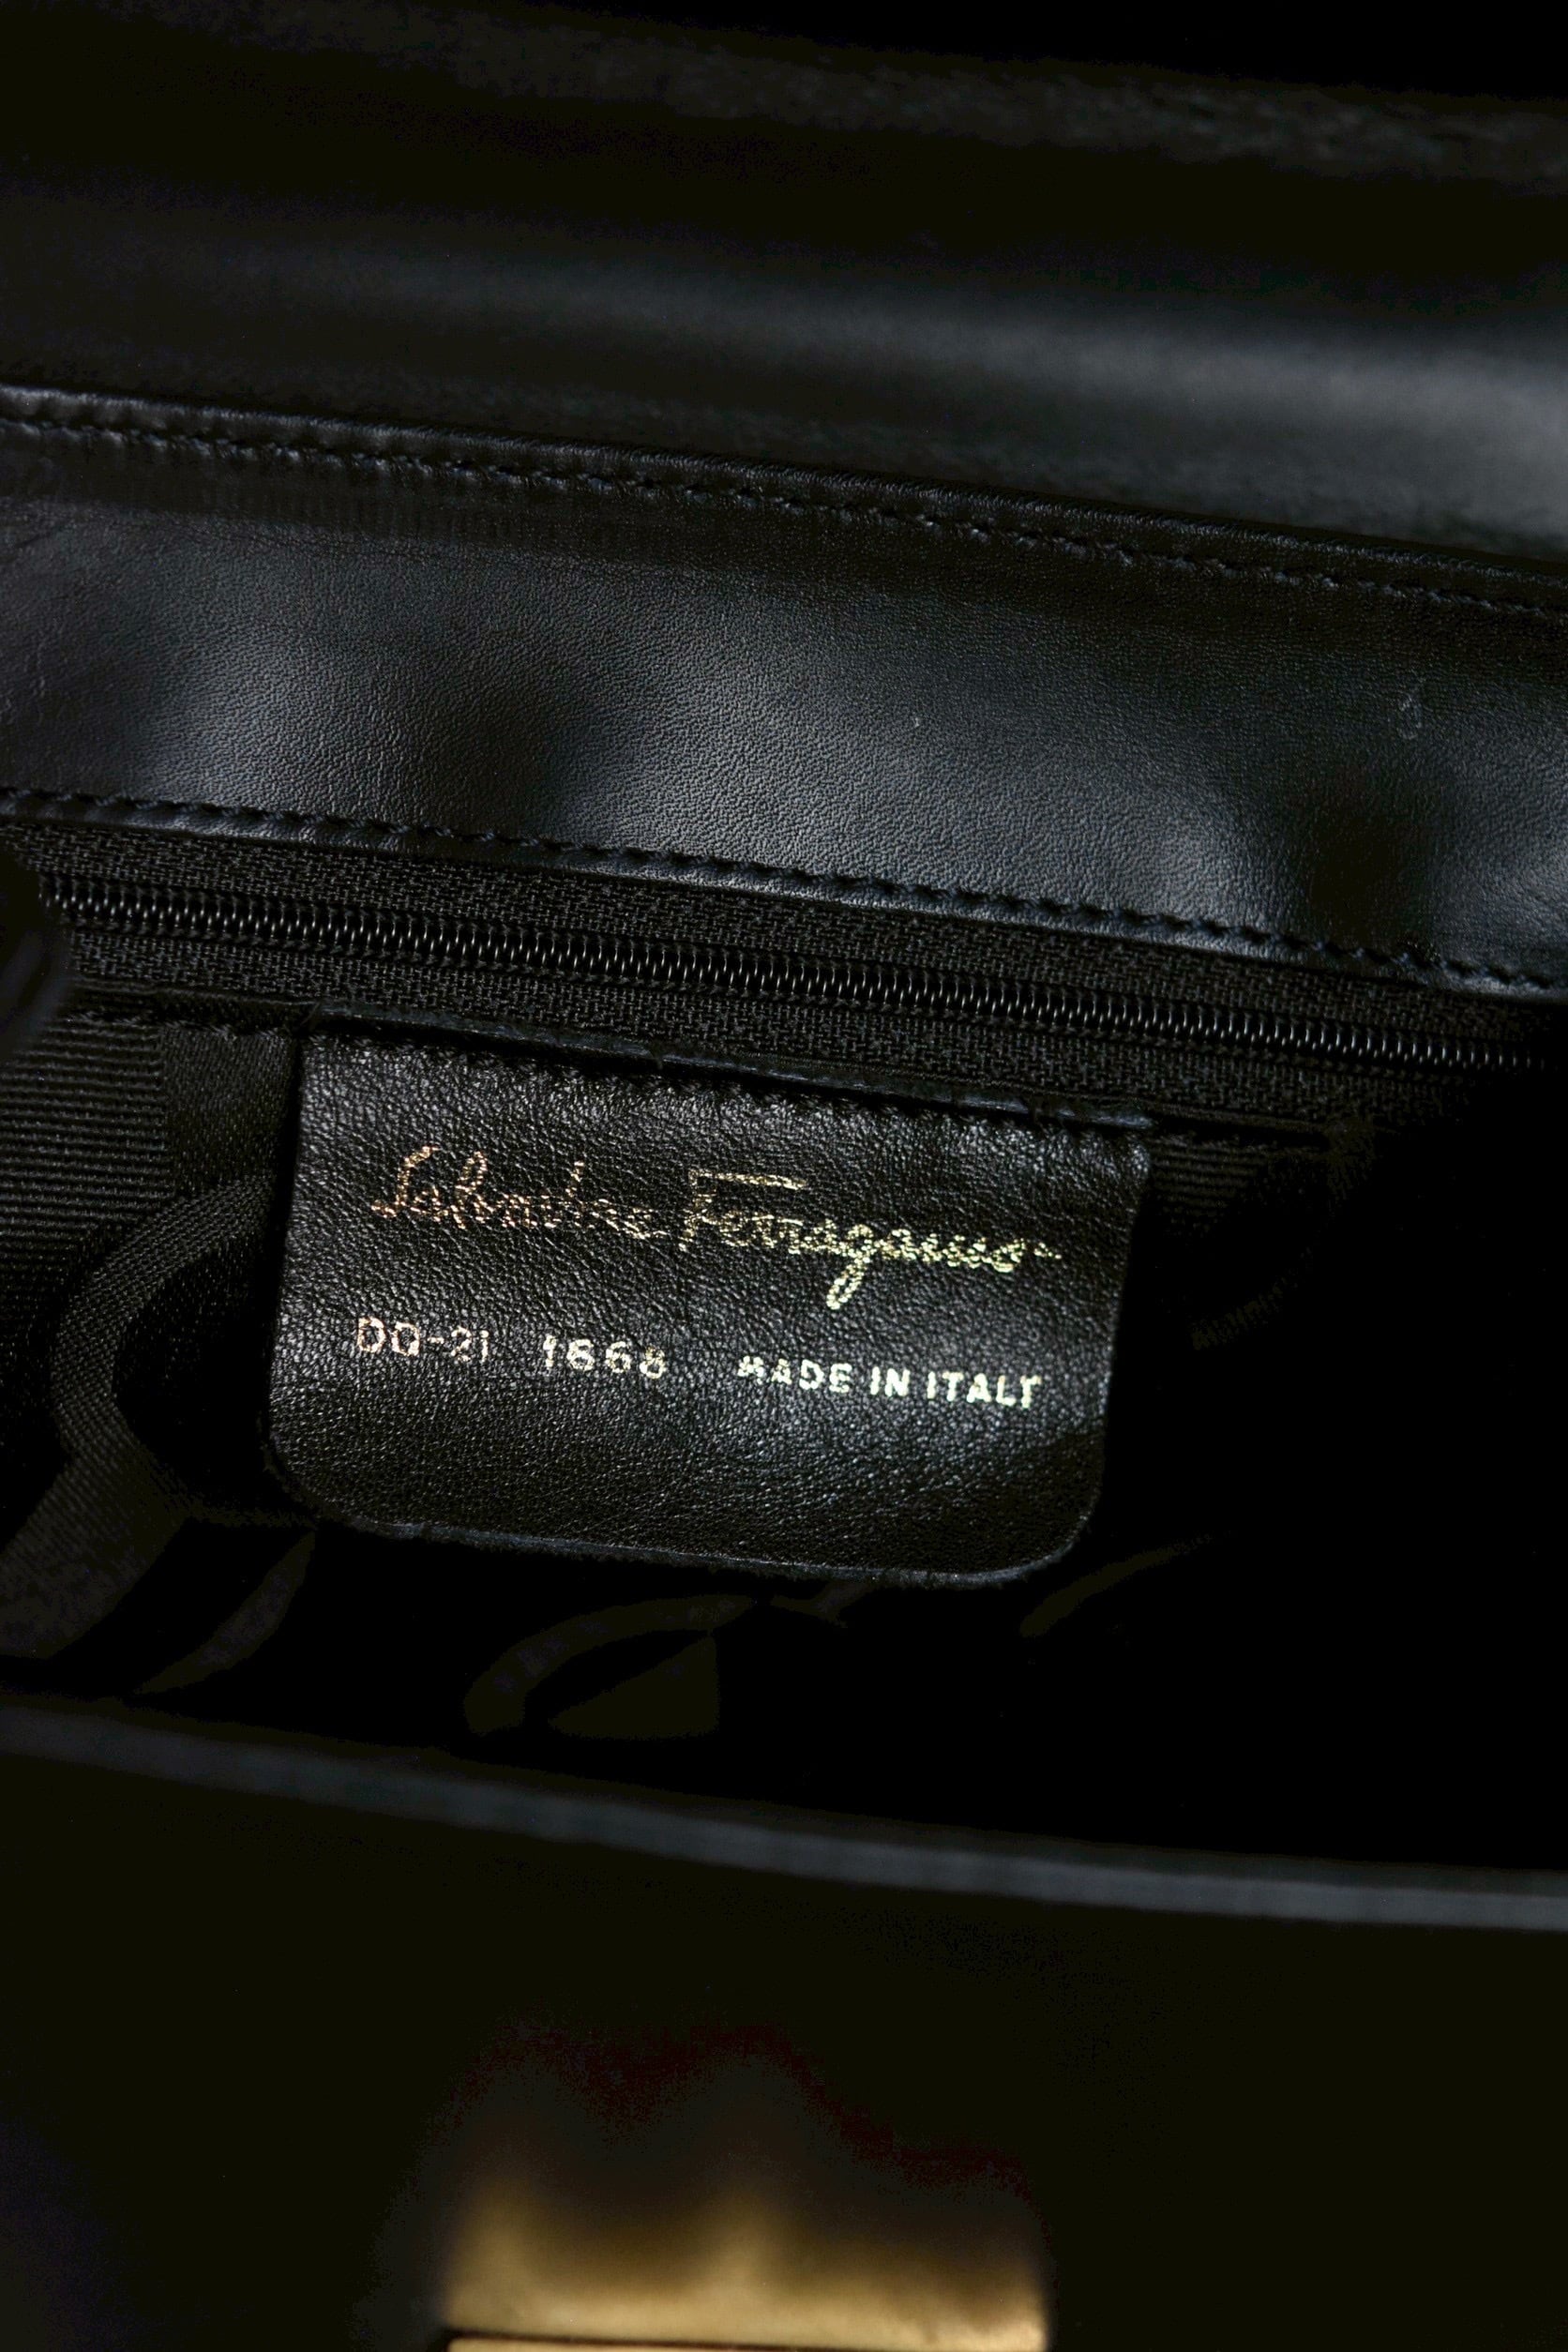 Salvatore Ferragamo
DQ-21 1668 MADE IN ITALY